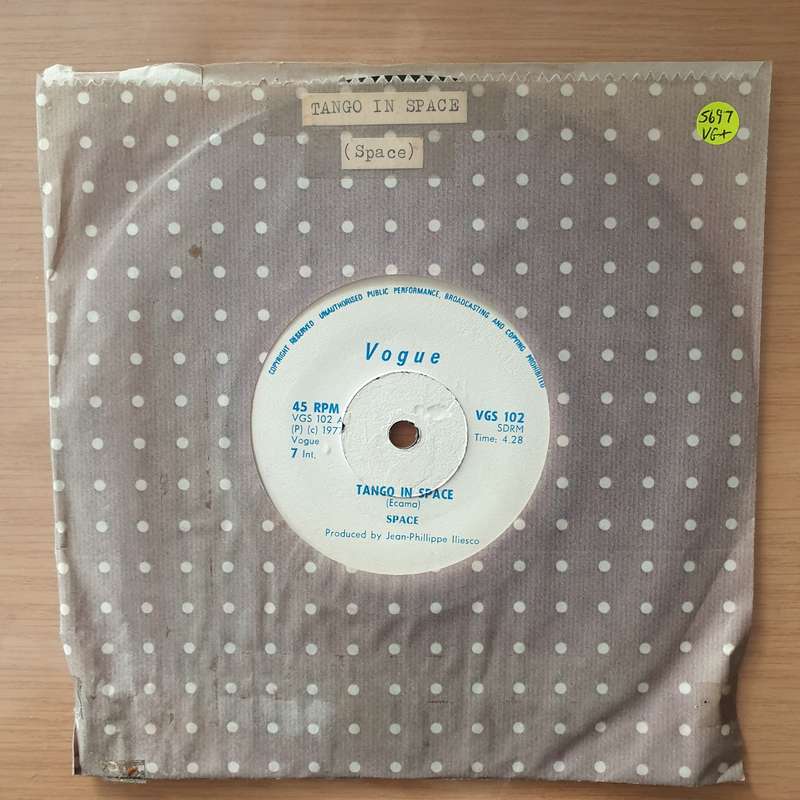 TANGO IN SPACE
(Space)
5697
VG+
COPYRIGHT RESERVED UNAUTHORISED PUBLIC PERFORMANCE, BROADCASTING AND COPYING PROHIBITED
Vogue
45 RPM
VGS 102 A
(P) (c) 197
Vogue
7 Int.
VGS 102
SDRM
Time: 4.28
TANGO IN SPACE
(Ecama)
SPACE
Produced by Jean-Phillippe Iliesco